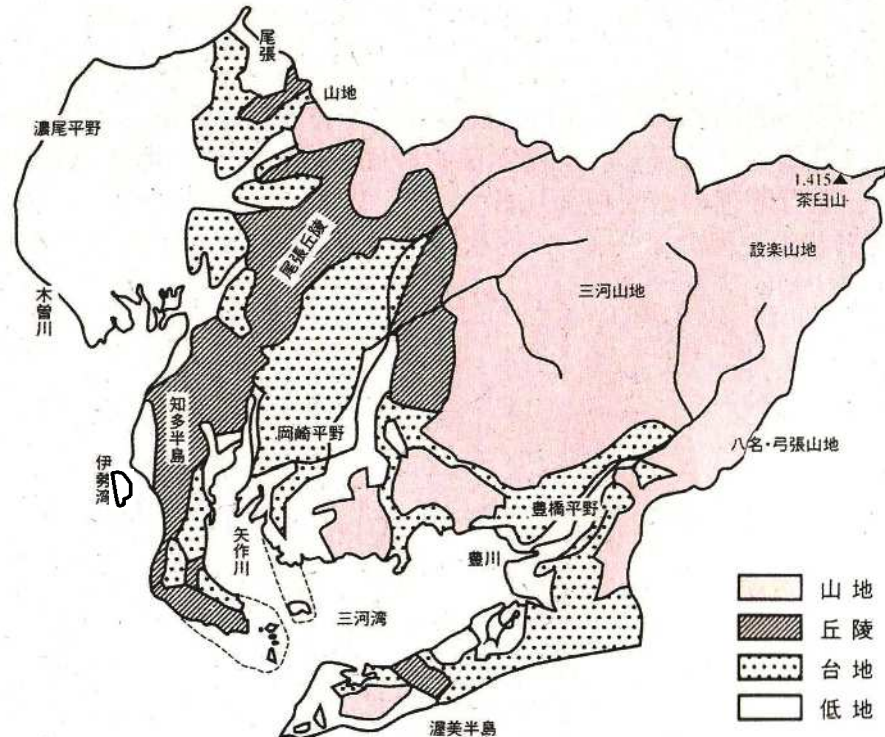 尾張
山地
濃尾平野
1.415▲
茶臼山
設楽山地
尾張丘陵
三河山地
木曽川
知多半島
岡崎平野
八名・弓張山地
伊勢湾
豊橋平野
矢作川
豊川
三河湾
渥美半島
山地
丘陵
台地
低地